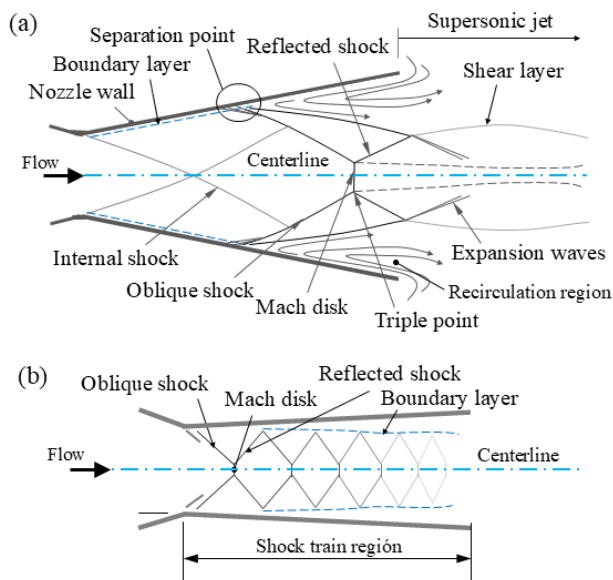 (a)
Supersonic jet
Separation point
Reflected shock
Boundary layer
Shear layer
Nozzle wall
Flow
Centerline
Internal shock
Expansion waves
Oblique shock
Recirculation region
Mach disk
Triple point
(b)
Oblique shock
Reflected shock
Mach disk
Boundary layer
Flow
Centerline
Shock train región